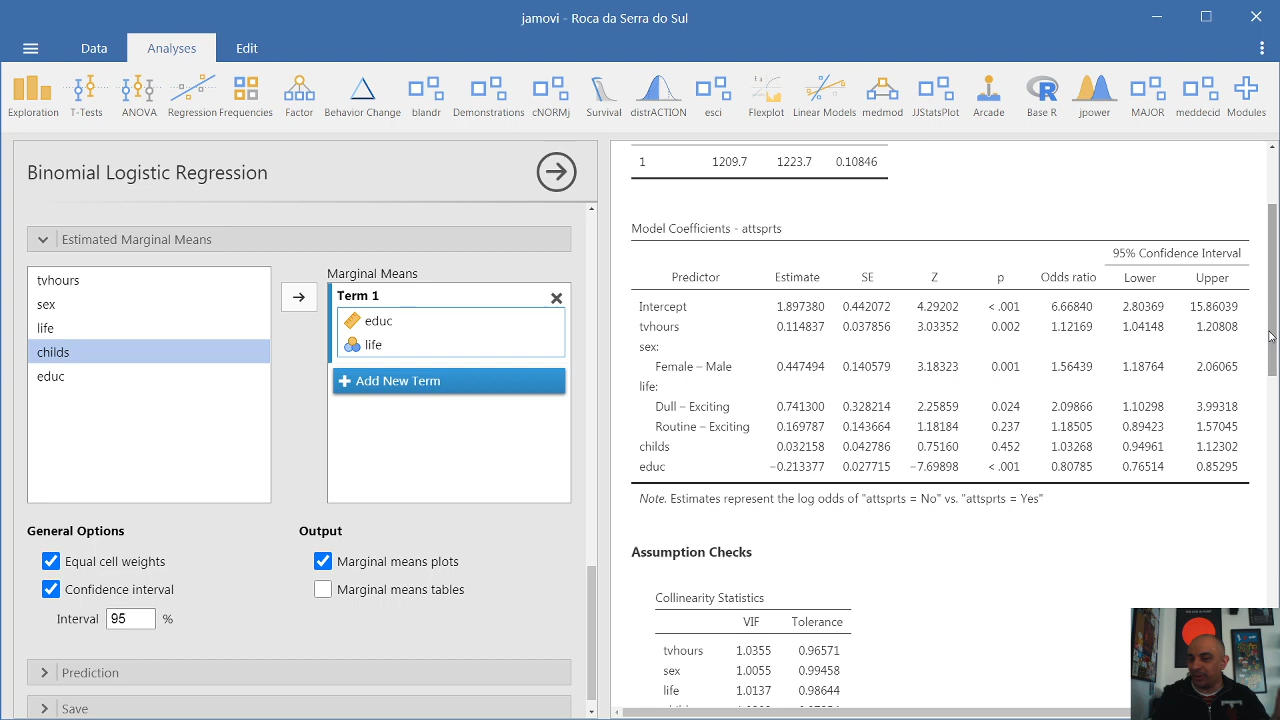 jamovi - Roca da Serra do Sul
Data Analyses Edit
Exploration T-Tests ANOVA Regression Frequencies Factor Behavior Change blandr Demonstrations cNORMj Survival distrACTION esci Flexplot Linear Models medmod JJStatsPlot Arcade Base R jpower MAJOR meddecid Modules
Binomial Logistic Regression
Estimated Marginal Means
tvhours
sex
life
childs
educ
Marginal Means
Term 1
educ
life
Add New Term
General Options
Equal cell weights
Confidence interval
Interval 95 %
Output
Marginal means plots
Marginal means tables
Prediction
Save
1 1209.7 1223.7 0.10846
Model Coefficients - attsprts
95% Confidence Interval
Predictor Estimate SE Z p Odds ratio Lower Upper
Intercept 1.897380 0.442072 4.29202 < .001 6.66840 2.80369 15.86039
tvhours 0.114837 0.037856 3.03352 0.002 1.12169 1.04148 1.20808
sex:
Female – Male 0.447494 0.140579 3.18323 0.001 1.56439 1.18764 2.06065
life:
Dull – Exciting 0.741300 0.328214 2.25859 0.024 2.09866 1.10298 3.99318
Routine – Exciting 0.169787 0.143664 1.18184 0.237 1.18505 0.89423 1.57045
childs 0.032158 0.042786 0.75160 0.452 1.03268 0.94961 1.12302
educ −0.213377 0.027715 −7.69898 < .001 0.80785 0.76514 0.85295
Note. Estimates represent the log odds of "attsprts = No" vs. "attsprts = Yes"
Assumption Checks
Collinearity Statistics
VIF Tolerance
tvhours 1.0355 0.96571
sex 1.0055 0.99458
life 1.0137 0.98644